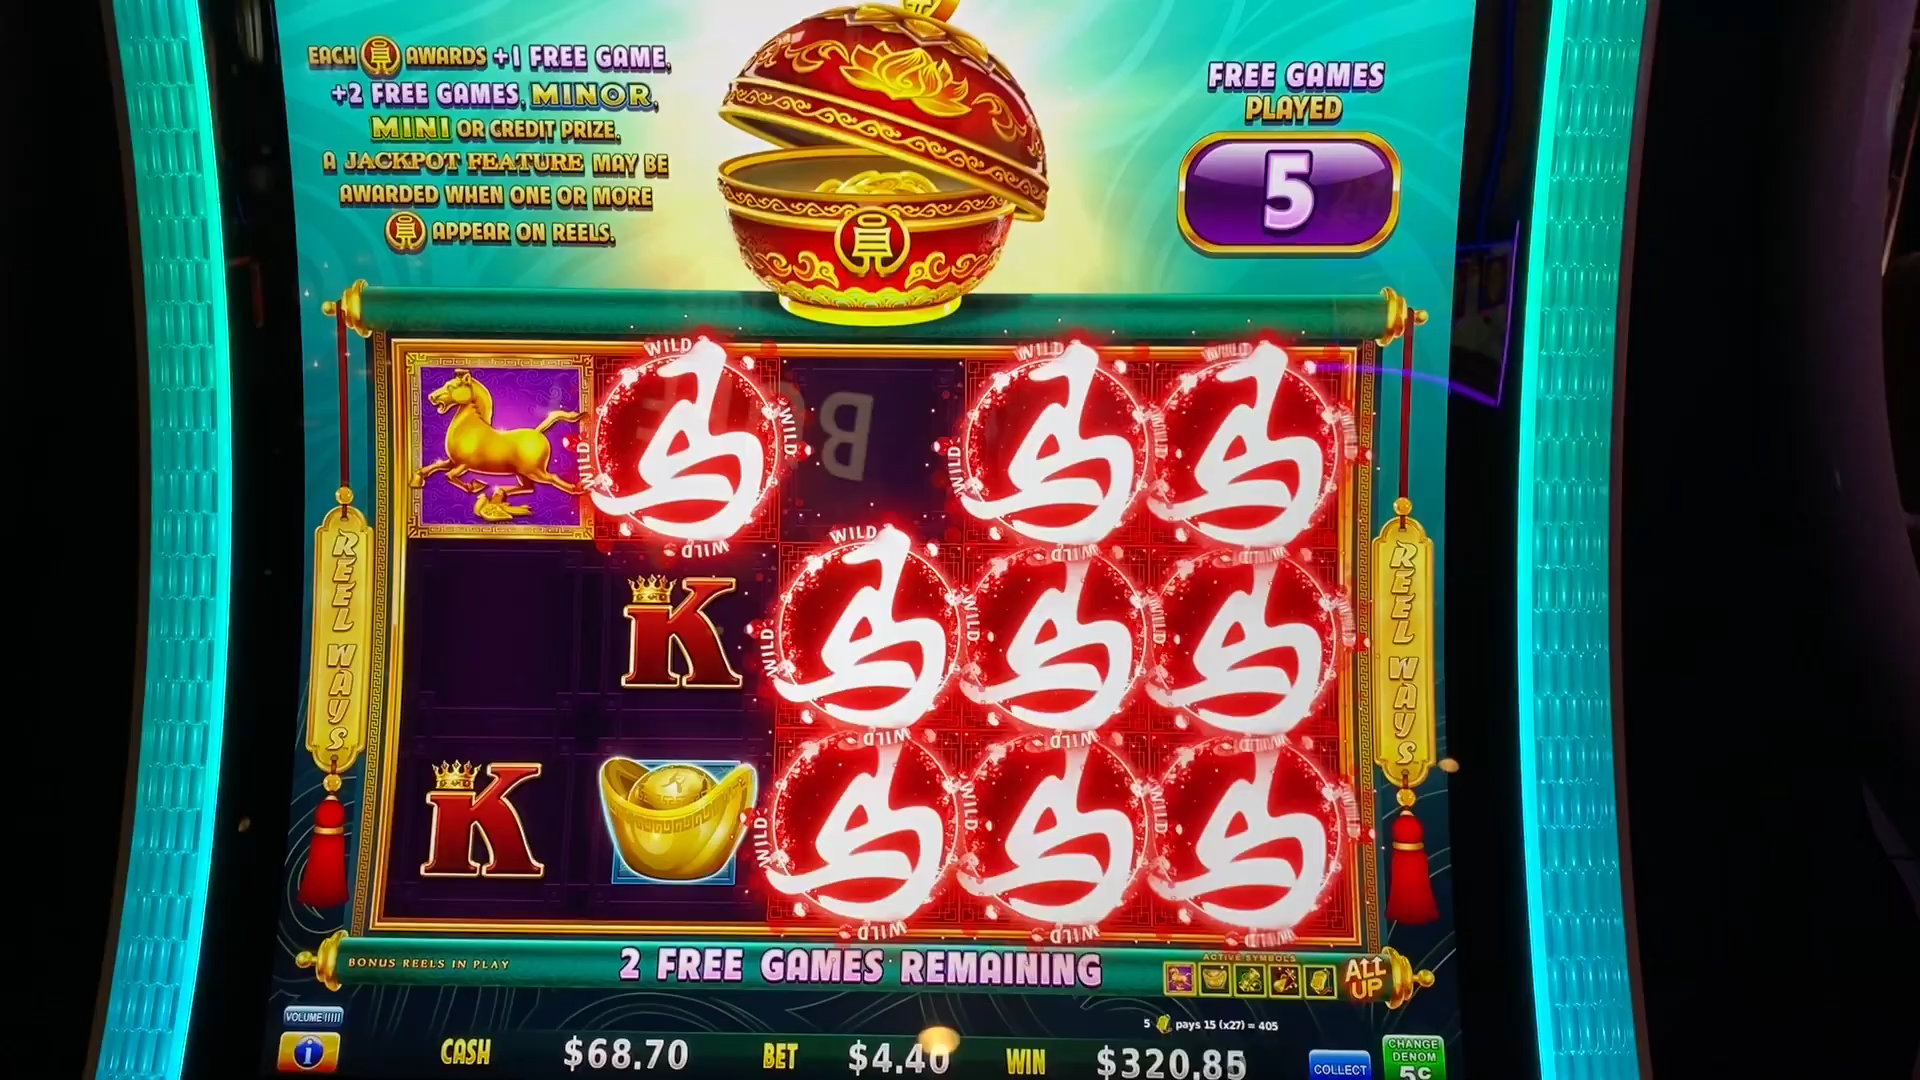 EACH AWARDS +1 FREE GAME,
+2 FREE GAMES, MINOR,
MINI OR CREDIT PRIZE.
A JACKPOT FEATURE MAY BE
AWARDED WHEN ONE OR MORE
APPEAR ON REELS.
FREE GAMES
PLAYED
5
WILD
WILD
WILD
WILD
WILD
WILD
WILD
WILD
K
K
REEL WAYS
REEL WAYS
BONUS REELS IN PLAY
2 FREE GAMES REMAINING
ACTIVE SYMBOLS
ALL UP
VOLUME
5 pays 15 (x27) = 405
CASH $68.70 BET $4.40 WIN $320.85
COLLECT
CHANGE
DENOM
5¢